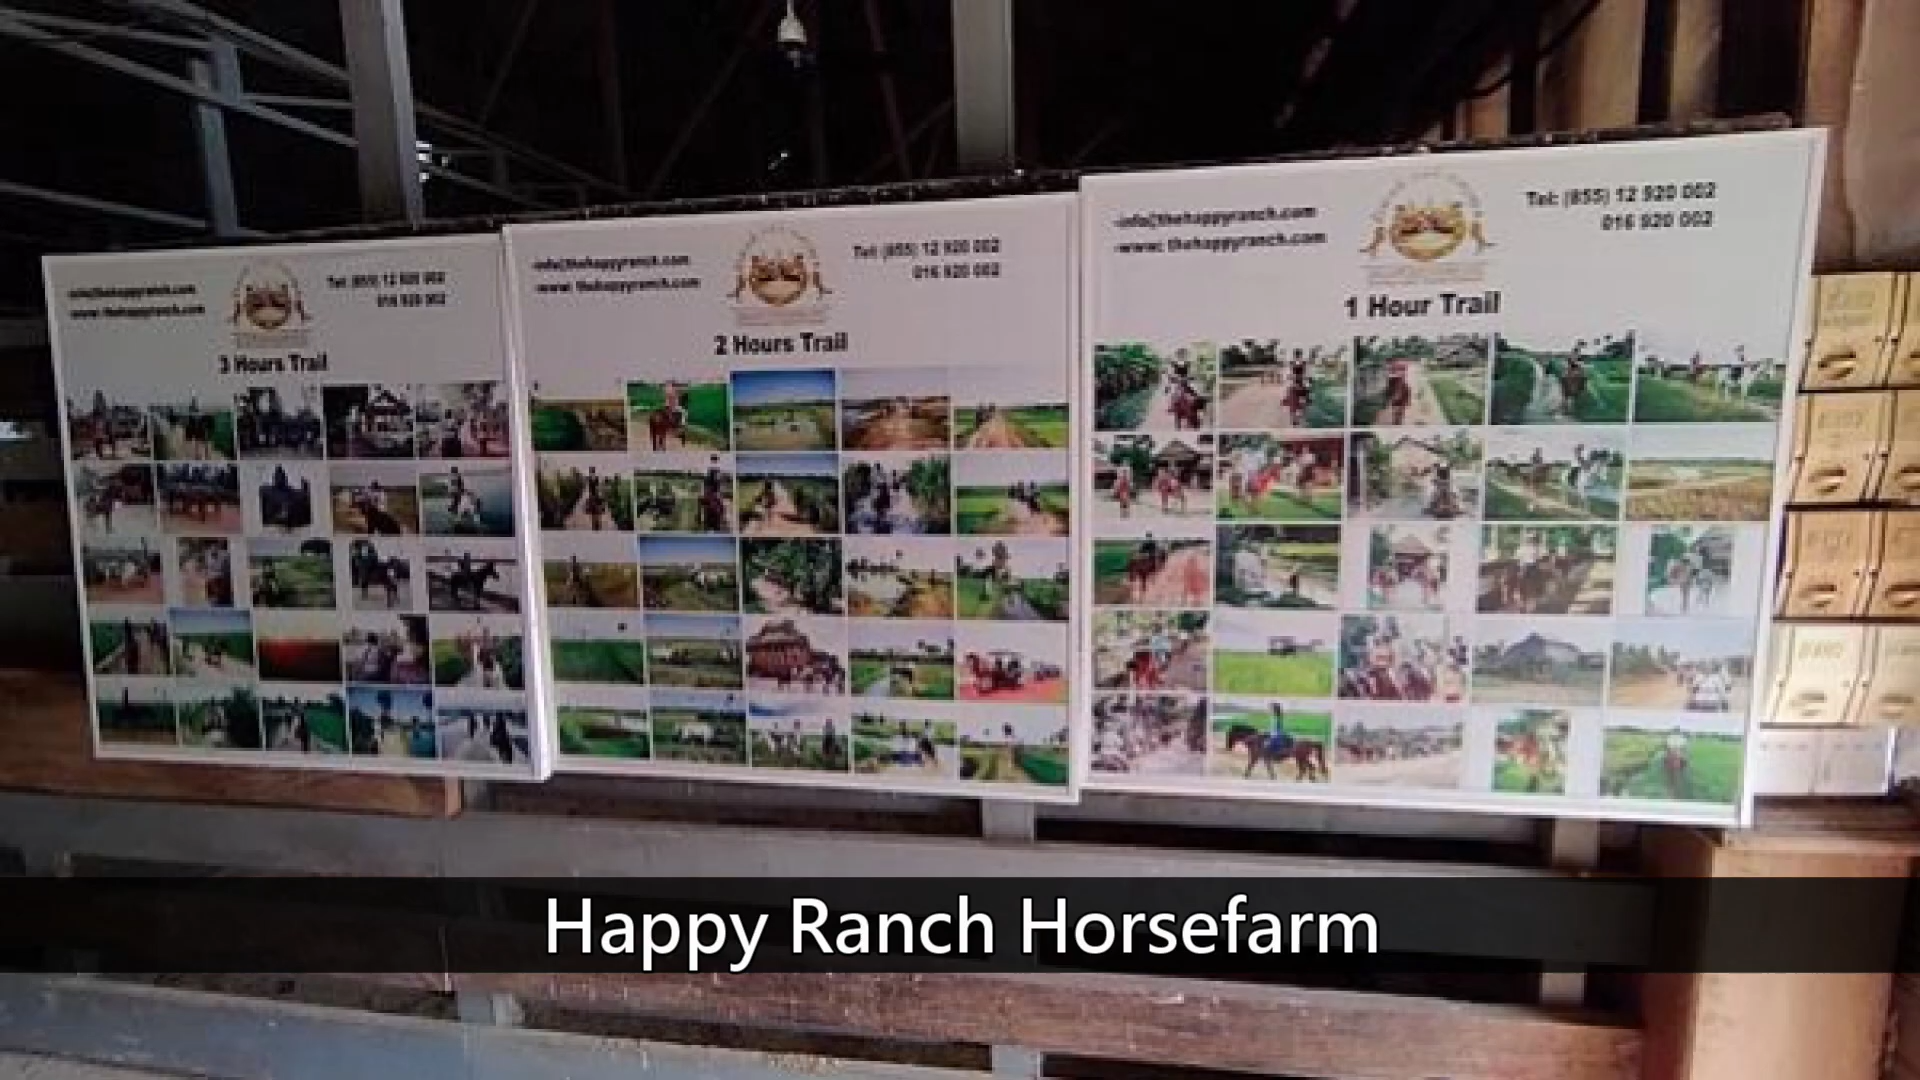 info@thehappyranch.com
www.thehappyranch.com
Tel: (855) 12 920 002
016 920 002
3 Hours Trail
-info@thehappyranch.com
-www.thehappyranch.com
Tel: (855) 12 920 002
016 920 002
2 Hours Trail
-info@thehappyranch.com
-www.thehappyranch.com
Tel: (855) 12 920 002
016 920 002
1 Hour Trail
Happy Ranch Horsefarm